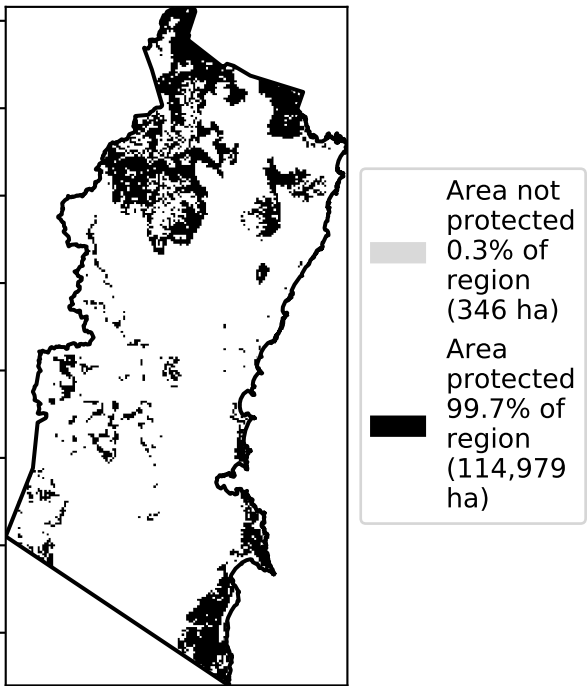 Area not
protected
0.3% of
region
(346 ha)
Area
protected
99.7% of
region
(114,979
ha)